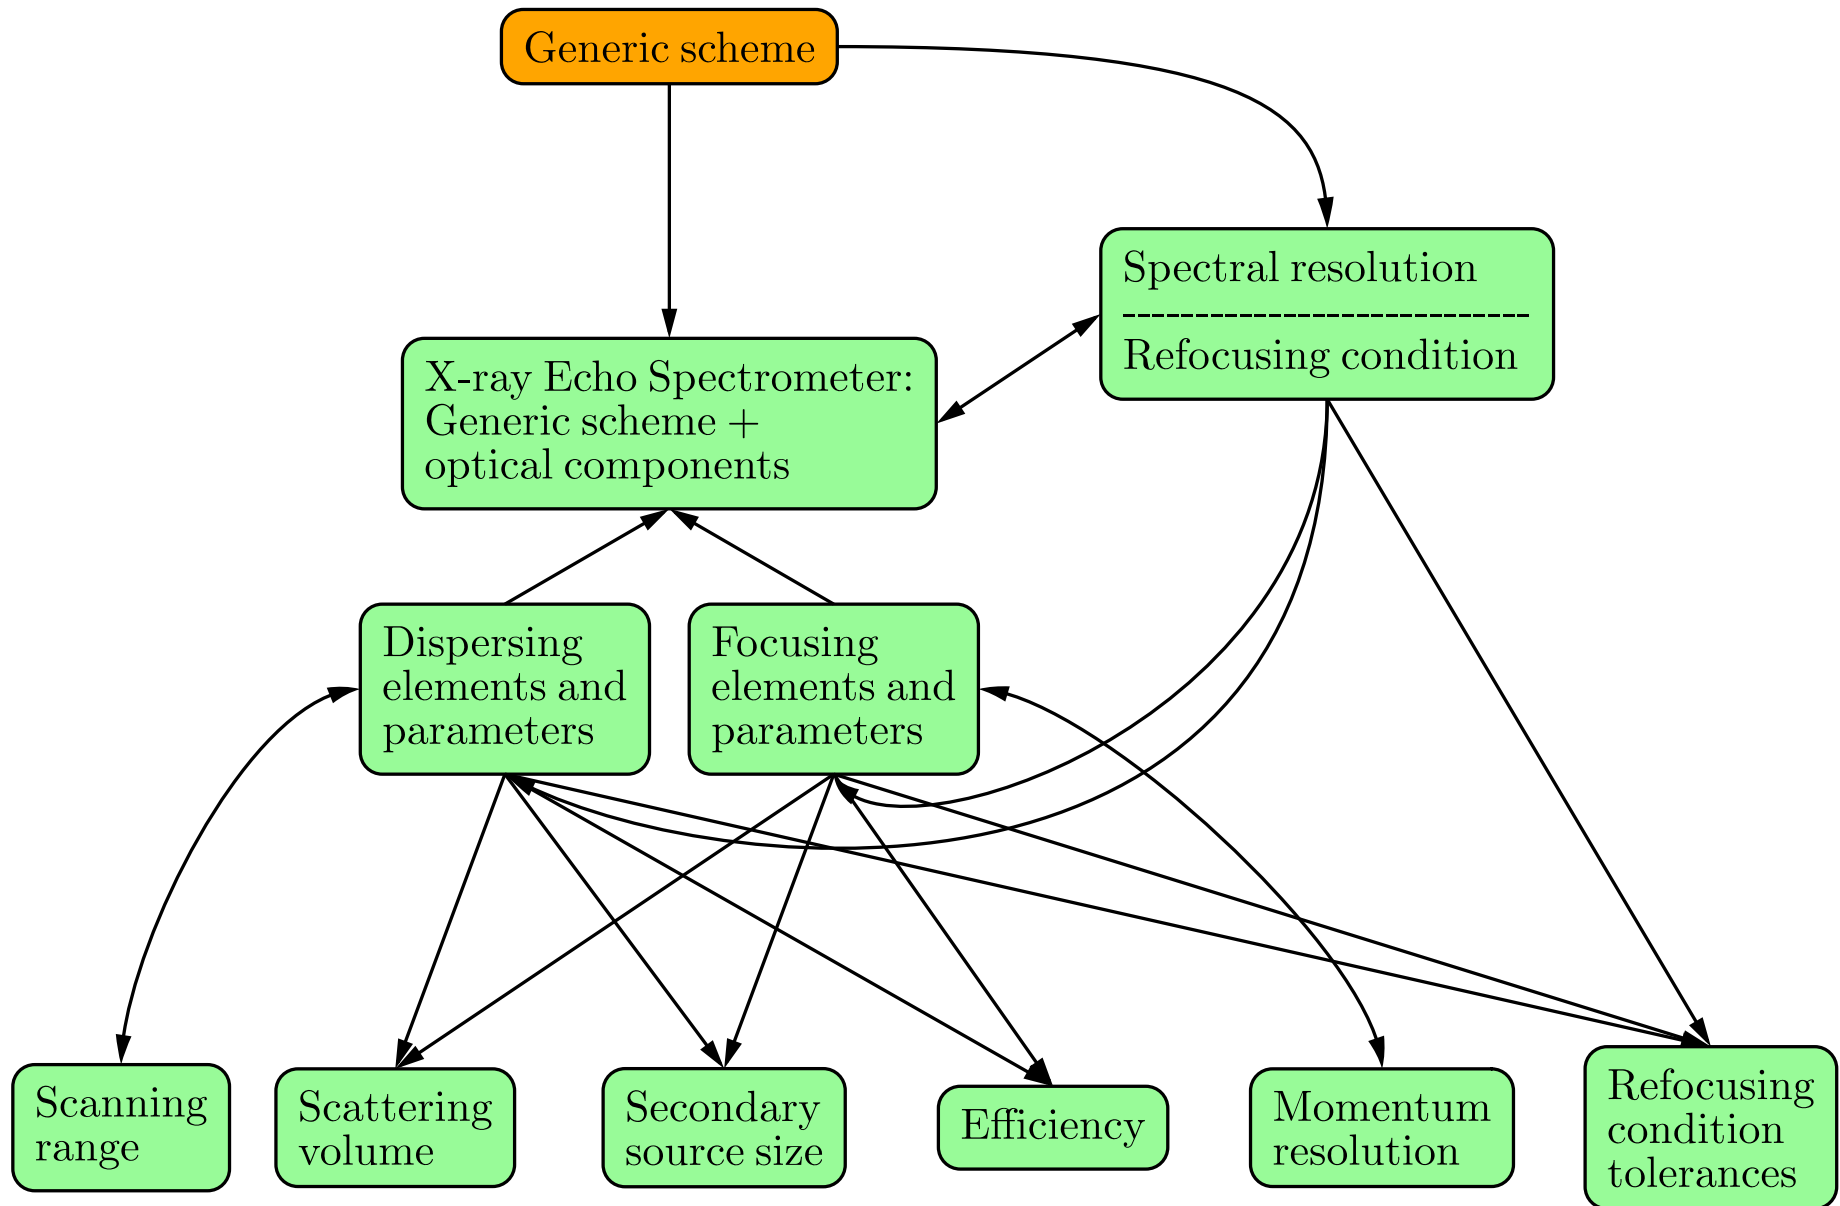 Generic scheme
Spectral resolution
----------------------------
Refocusing condition
X-ray Echo Spectrometer:
Generic scheme +
optical components
Dispersing
elements and
parameters
Focusing
elements and
parameters
Scanning
range
Scattering
volume
Secondary
source size
Efficiency
Momentum
resolution
Refocusing
condition
tolerances